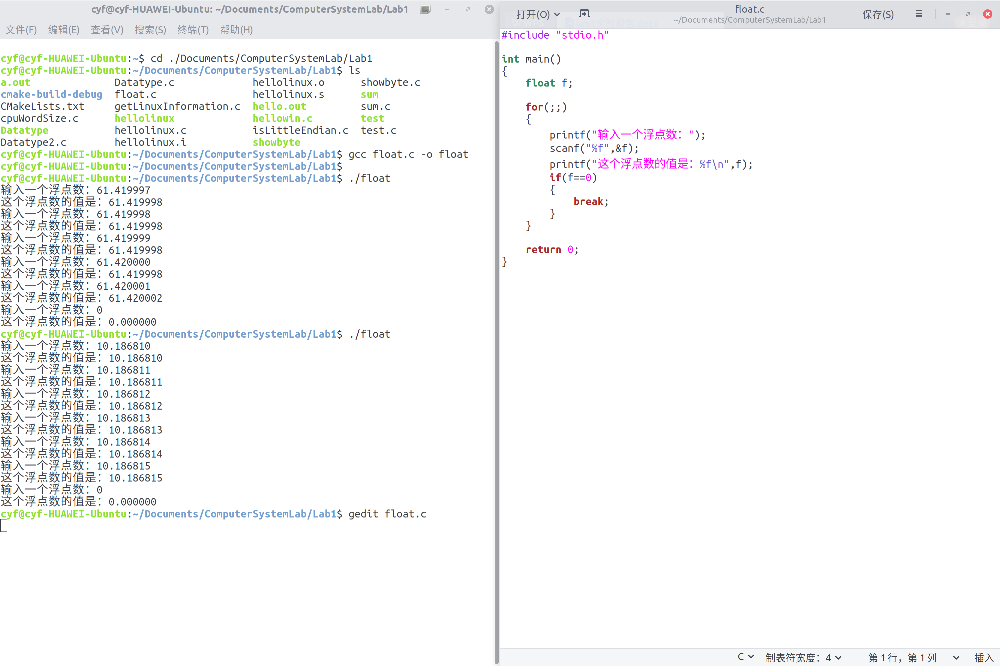 cyf@cyf-HUAWEI-Ubuntu: ~/Documents/ComputerSystemLab/Lab1
文件(F) 编辑(E) 查看(V) 搜索(S) 终端(T) 帮助(H)
cyf@cyf-HUAWEI-Ubuntu:~$ cd ./Documents/ComputerSystemLab/Lab1
cyf@cyf-HUAWEI-Ubuntu:~/Documents/ComputerSystemLab/Lab1$ ls
a.out Datatype.c hellolinux.o showbyte.c
cmake-build-debug float.c hellolinux.s sum
CMakeLists.txt getLinuxInformation.c hello.out sum.c
cpuWordSize.c hellolinux hellowin.c test
Datatype hellolinux.c isLittleEndian.c test.c
Datatype2.c hellolinux.i showbyte
cyf@cyf-HUAWEI-Ubuntu:~/Documents/ComputerSystemLab/Lab1$ gcc float.c -o float
cyf@cyf-HUAWEI-Ubuntu:~/Documents/ComputerSystemLab/Lab1$
cyf@cyf-HUAWEI-Ubuntu:~/Documents/ComputerSystemLab/Lab1$ ./float
输入一个浮点数：61.419997
这个浮点数的值是：61.419998
输入一个浮点数：61.419998
这个浮点数的值是：61.419998
输入一个浮点数：61.419999
这个浮点数的值是：61.419998
输入一个浮点数：61.420000
这个浮点数的值是：61.419998
输入一个浮点数：61.420001
这个浮点数的值是：61.420002
输入一个浮点数：0
这个浮点数的值是：0.000000
cyf@cyf-HUAWEI-Ubuntu:~/Documents/ComputerSystemLab/Lab1$ ./float
输入一个浮点数：10.186810
这个浮点数的值是：10.186810
输入一个浮点数：10.186811
这个浮点数的值是：10.186811
输入一个浮点数：10.186812
这个浮点数的值是：10.186812
输入一个浮点数：10.186813
这个浮点数的值是：10.186813
输入一个浮点数：10.186814
这个浮点数的值是：10.186814
输入一个浮点数：10.186815
这个浮点数的值是：10.186815
输入一个浮点数：0
这个浮点数的值是：0.000000
cyf@cyf-HUAWEI-Ubuntu:~/Documents/ComputerSystemLab/Lab1$ gedit float.c
打开(O) float.c 保存(S)
~/Documents/ComputerSystemLab/Lab1
WPS lab1实验报告.docx 未登录
#include "stdio.h"
int main()
{
float f;
for(;;)
{
printf("输入一个浮点数：");
scanf("%f",&f);
printf("这个浮点数的值是：%f\n",f);
if(f==0)
{
break;
}
}
return 0;
}
C 制表符宽度：4 第 1 行，第 1 列 插入